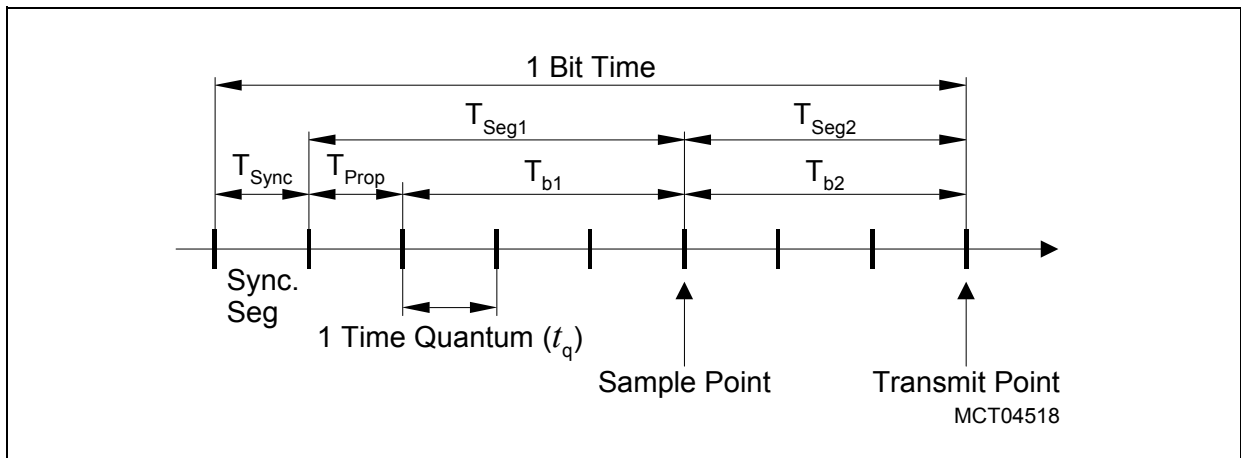 1 Bit Time
T_Seg1 T_Seg2
T_Sync T_Prop T_b1 T_b2
Sync.
Seg
1 Time Quantum (t_q)
Sample Point Transmit Point
MCT04518